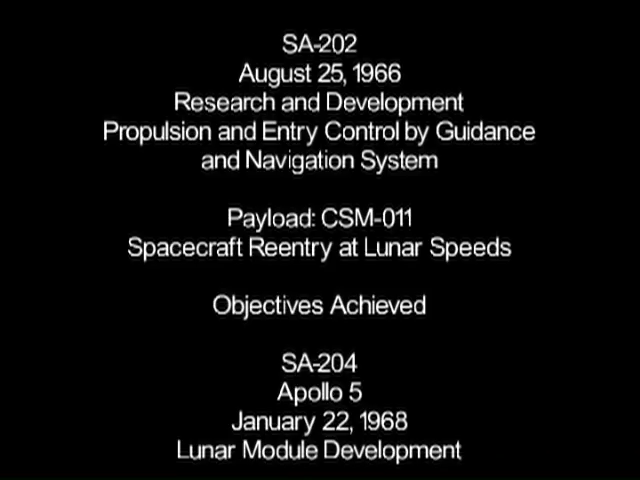 SA-202
August 25, 1966
Research and Development
Propulsion and Entry Control by Guidance
and Navigation System
Payload: CSM-011
Spacecraft Reentry at Lunar Speeds
Objectives Achieved
SA-204
Apollo 5
January 22, 1968
Lunar Module Development